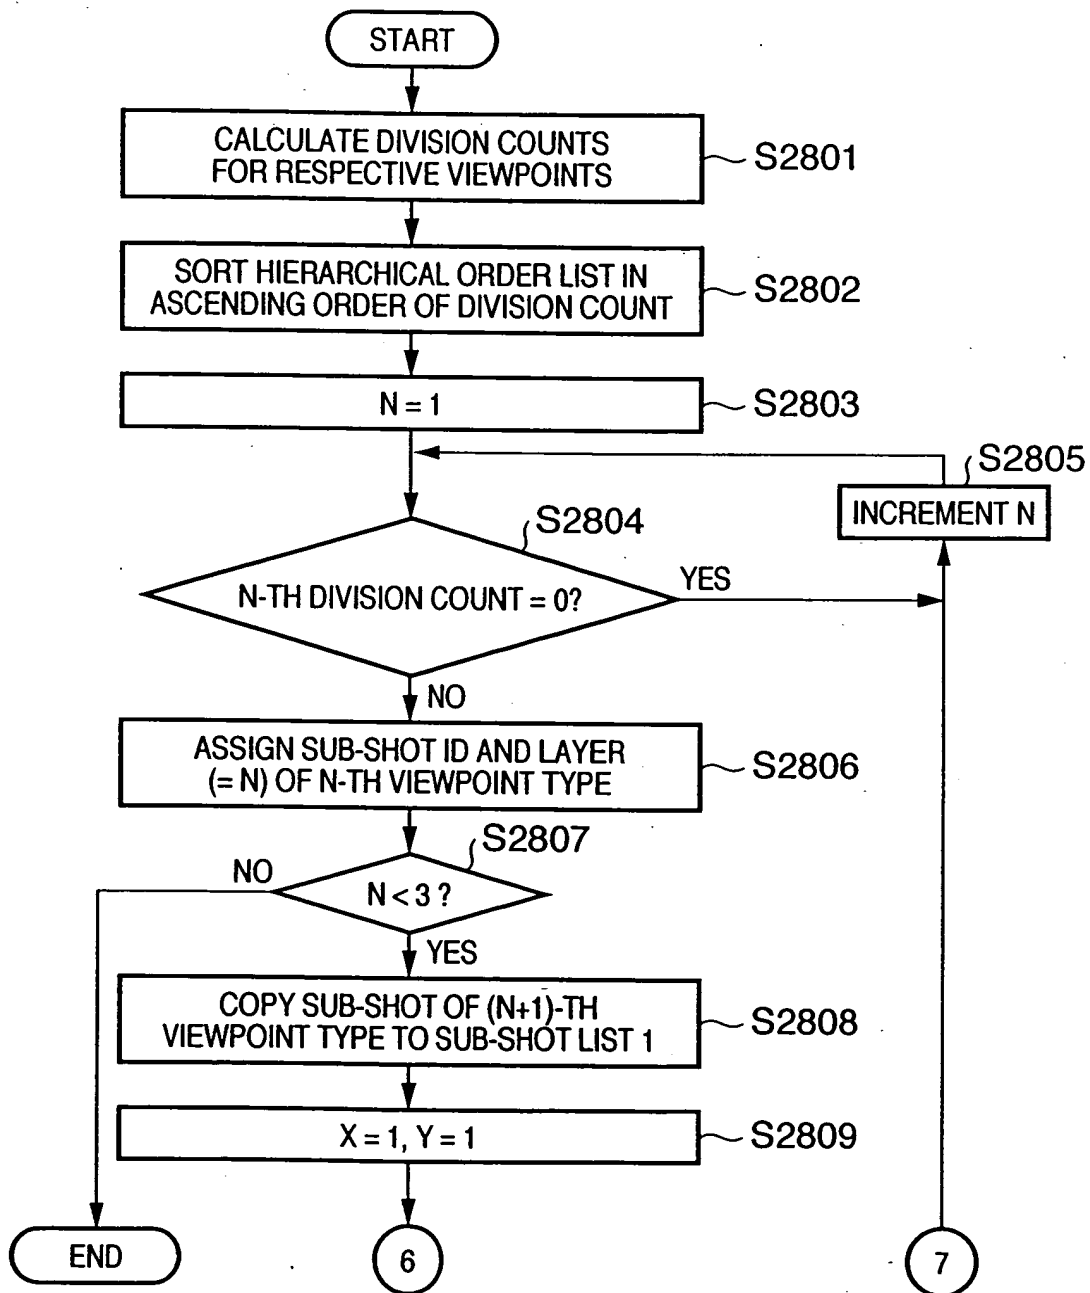 START
CALCULATE DIVISION COUNTS
FOR RESPECTIVE VIEWPOINTS
S2801
SORT HIERARCHICAL ORDER LIST IN
ASCENDING ORDER OF DIVISION COUNT
S2802
N = 1
S2803
S2805
INCREMENT N
S2804
N-TH DIVISION COUNT = 0?
YES
NO
ASSIGN SUB-SHOT ID AND LAYER
(= N) OF N-TH VIEWPOINT TYPE
S2806
S2807
NO
N < 3 ?
YES
COPY SUB-SHOT OF (N+1)-TH
VIEWPOINT TYPE TO SUB-SHOT LIST 1
S2808
X = 1, Y = 1
S2809
END
6
7